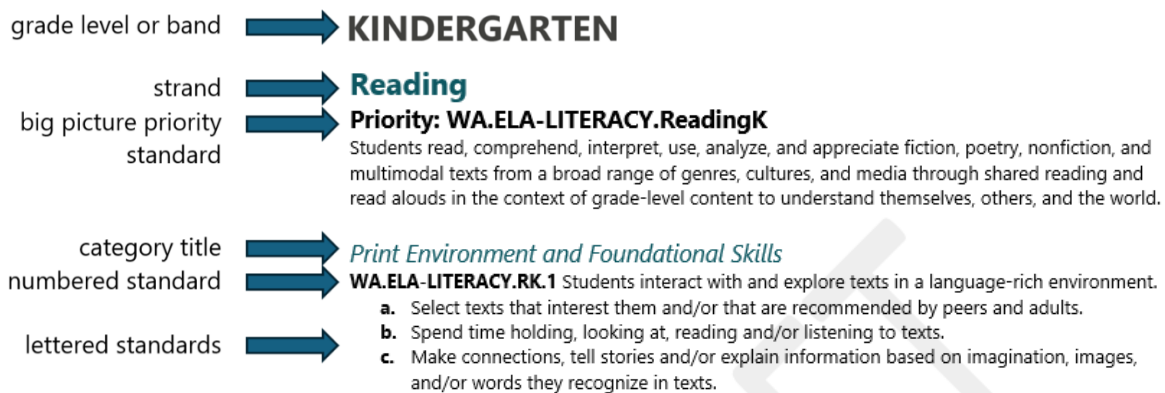 grade level or band KINDERGARTEN
strand Reading
big picture priority standard Priority: WA.ELA-LITERACY.ReadingK
Students read, comprehend, interpret, use, analyze, and appreciate fiction, poetry, nonfiction, and
multimodal texts from a broad range of genres, cultures, and media through shared reading and
read alouds in the context of grade-level content to understand themselves, others, and the world.
category title Print Environment and Foundational Skills
numbered standard WA.ELA-LITERACY.RK.1 Students interact with and explore texts in a language-rich environment.
a. Select texts that interest them and/or that are recommended by peers and adults.
b. Spend time holding, looking at, reading and/or listening to texts.
lettered standards c. Make connections, tell stories and/or explain information based on imagination, images,
and/or words they recognize in texts.